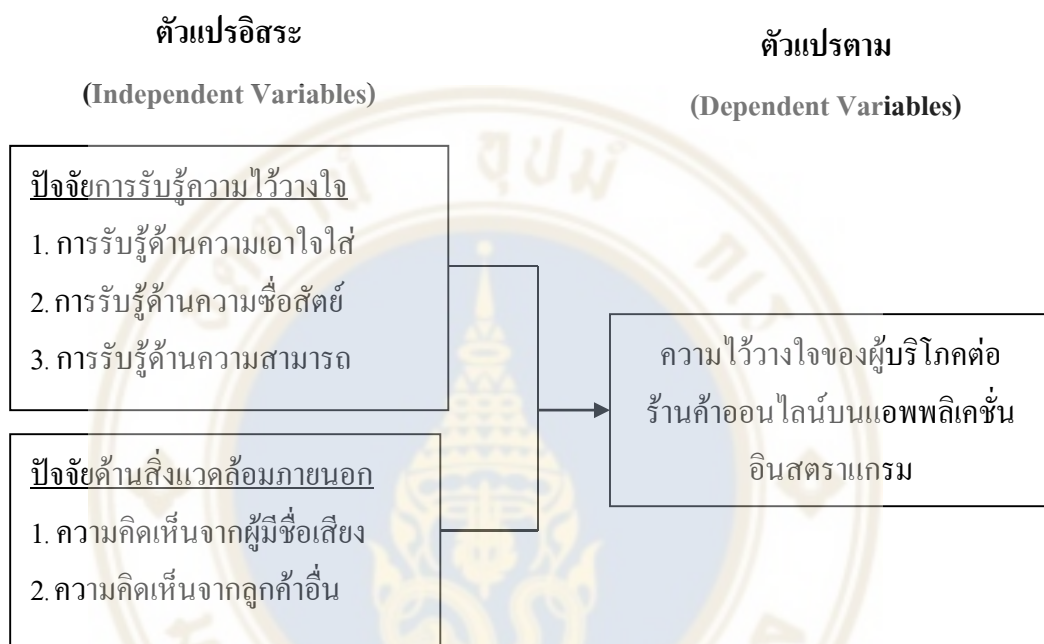 ตัวแปรอิสระ
(Independent Variables)
ปัจจัยการรับรู้ความไว้วางใจ
1. การรับรู้ด้านความเอาใจใส่
2. การรับรู้ด้านความซื่อสัตย์
3. การรับรู้ด้านความสามารถ
ปัจจัยด้านสิ่งแวดล้อมภายนอก
1. ความคิดเห็นจากผู้มีชื่อเสียง
2. ความคิดเห็นจากลูกค้าอื่น
ตัวแปรตาม
(Dependent Variables)
ความไว้วางใจของผู้บริโภคต่อ
ร้านค้าออนไลน์บนแอพพลิเคชั่น
อินสตราแกรม